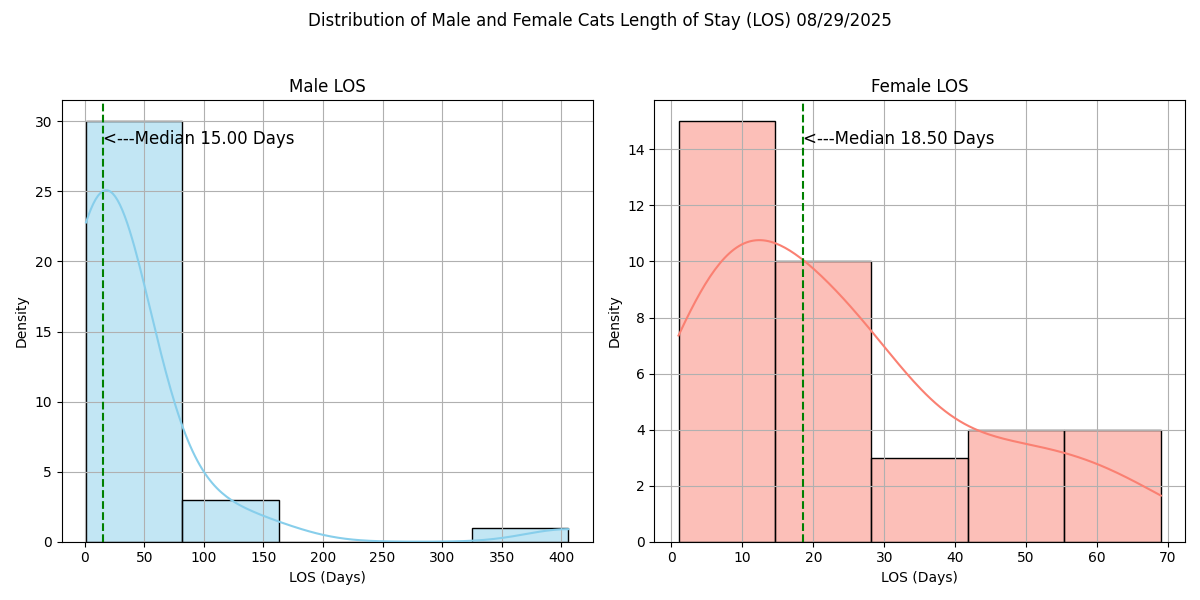 Distribution of Male and Female Cats Length of Stay (LOS) 08/29/2025
Male LOS
<---Median 15.00 Days
Density
30
25
20
15
10
5
0
0 50 100 150 200 250 300 350 400
LOS (Days)
Female LOS
<---Median 18.50 Days
Density
14
12
10
8
6
4
2
0
0 10 20 30 40 50 60 70
LOS (Days)